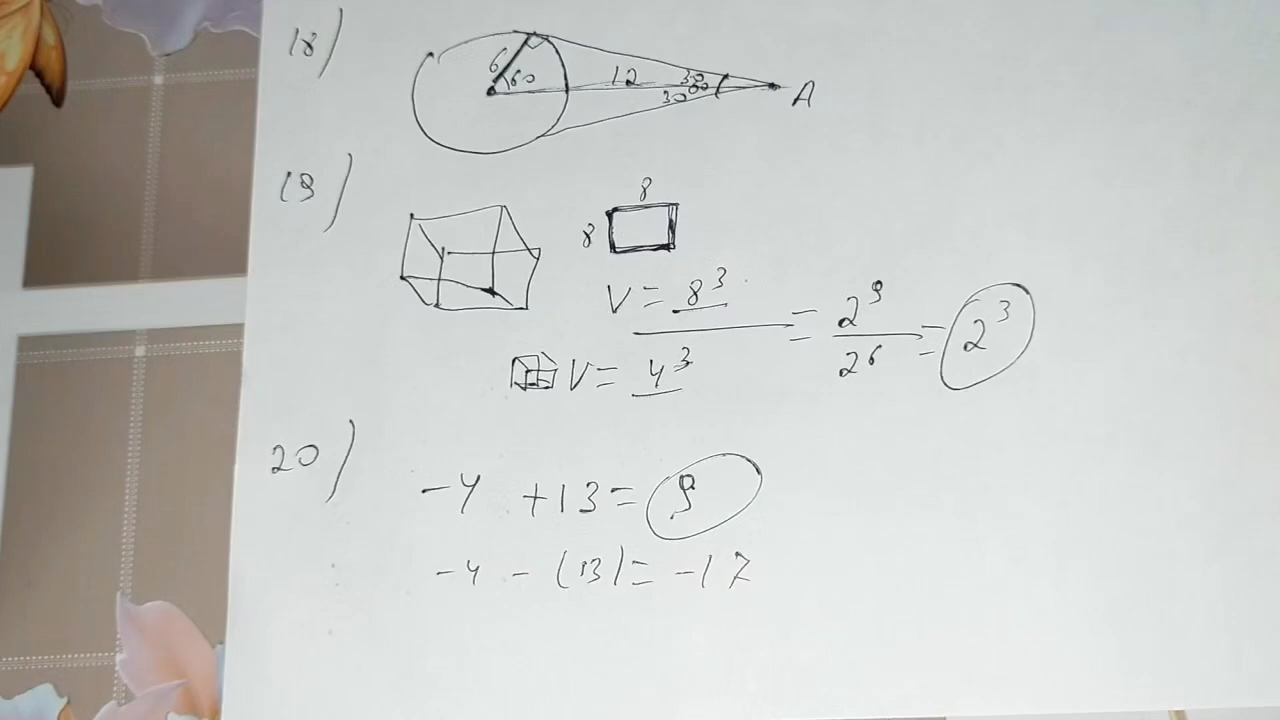 18)
6 60 12 30 60 30 A
19)
8
8
V = 8³
= 2⁹ / 2⁶ = 2³
V = 4³
20)
-4 +13 = 9
-4 - (13) = -17